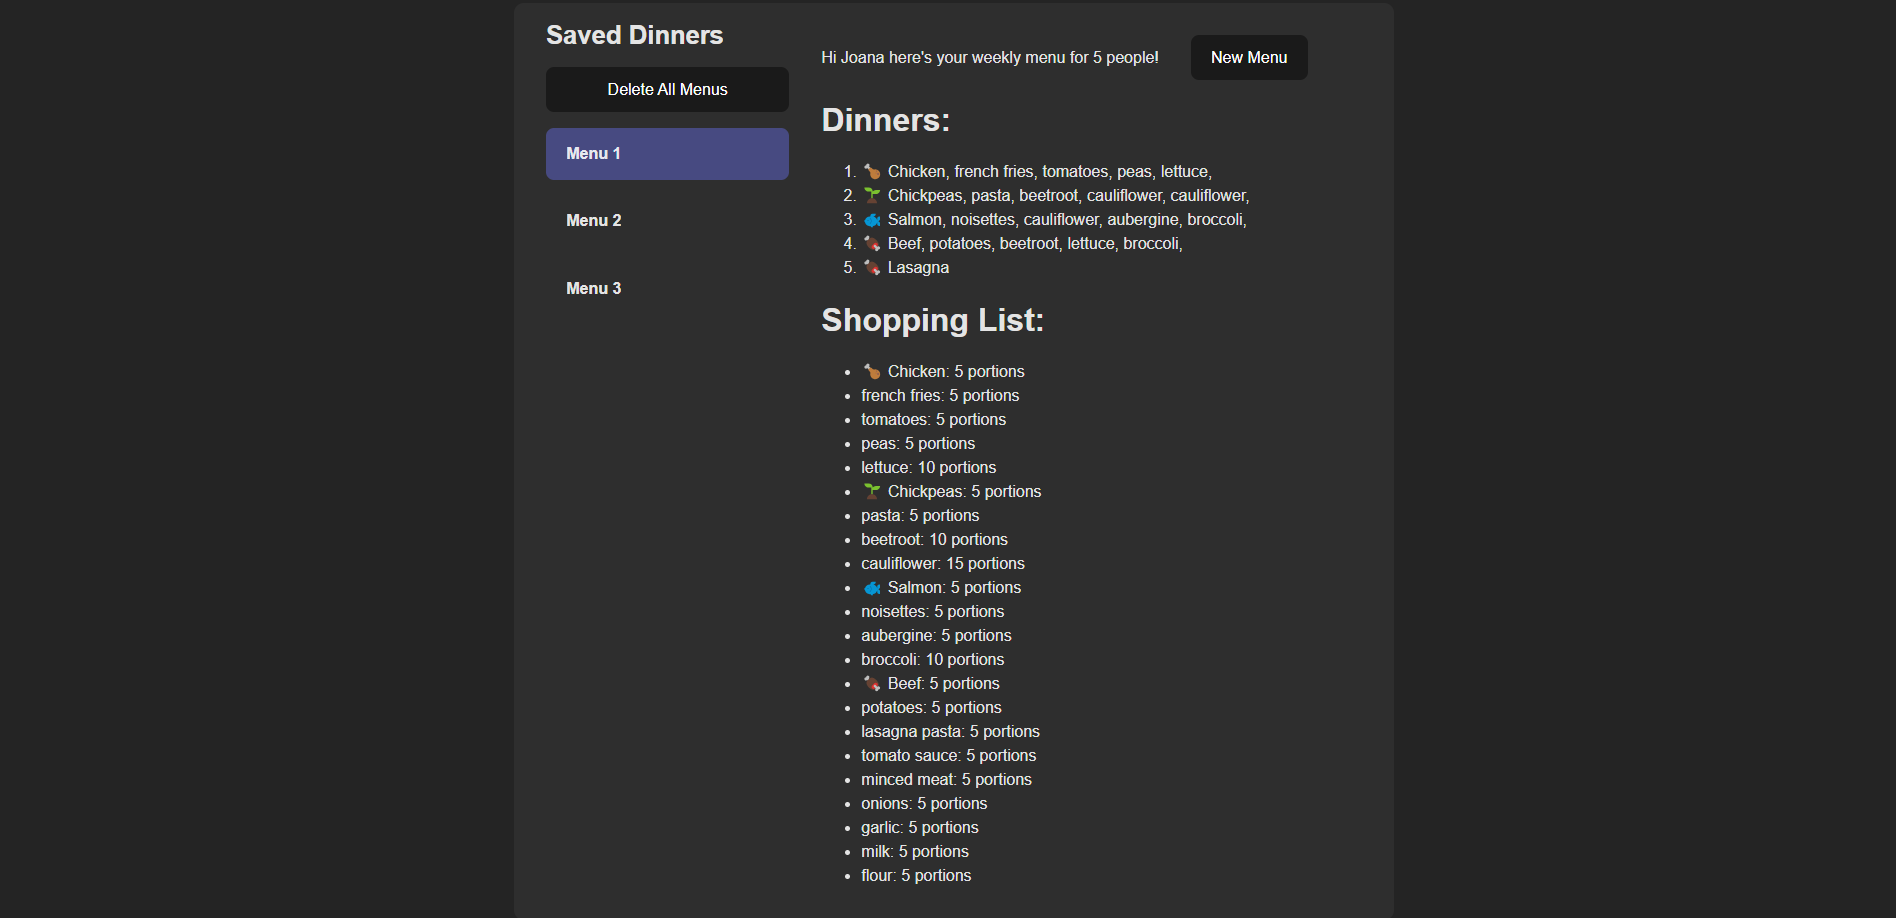 Saved Dinners
Delete All Menus
Menu 1
Menu 2
Menu 3
Hi Joana here's your weekly menu for 5 people!
New Menu
Dinners:
1. 🍗 Chicken, french fries, tomatoes, peas, lettuce,
2. 🌱 Chickpeas, pasta, beetroot, cauliflower, cauliflower,
3. 🐟 Salmon, noisettes, cauliflower, aubergine, broccoli,
4. 🍖 Beef, potatoes, beetroot, lettuce, broccoli,
5. 🍖 Lasagna
Shopping List:
• 🍗 Chicken: 5 portions
• french fries: 5 portions
• tomatoes: 5 portions
• peas: 5 portions
• lettuce: 10 portions
• 🌱 Chickpeas: 5 portions
• pasta: 5 portions
• beetroot: 10 portions
• cauliflower: 15 portions
• 🐟 Salmon: 5 portions
• noisettes: 5 portions
• aubergine: 5 portions
• broccoli: 10 portions
• 🍖 Beef: 5 portions
• potatoes: 5 portions
• lasagna pasta: 5 portions
• tomato sauce: 5 portions
• minced meat: 5 portions
• onions: 5 portions
• garlic: 5 portions
• milk: 5 portions
• flour: 5 portions